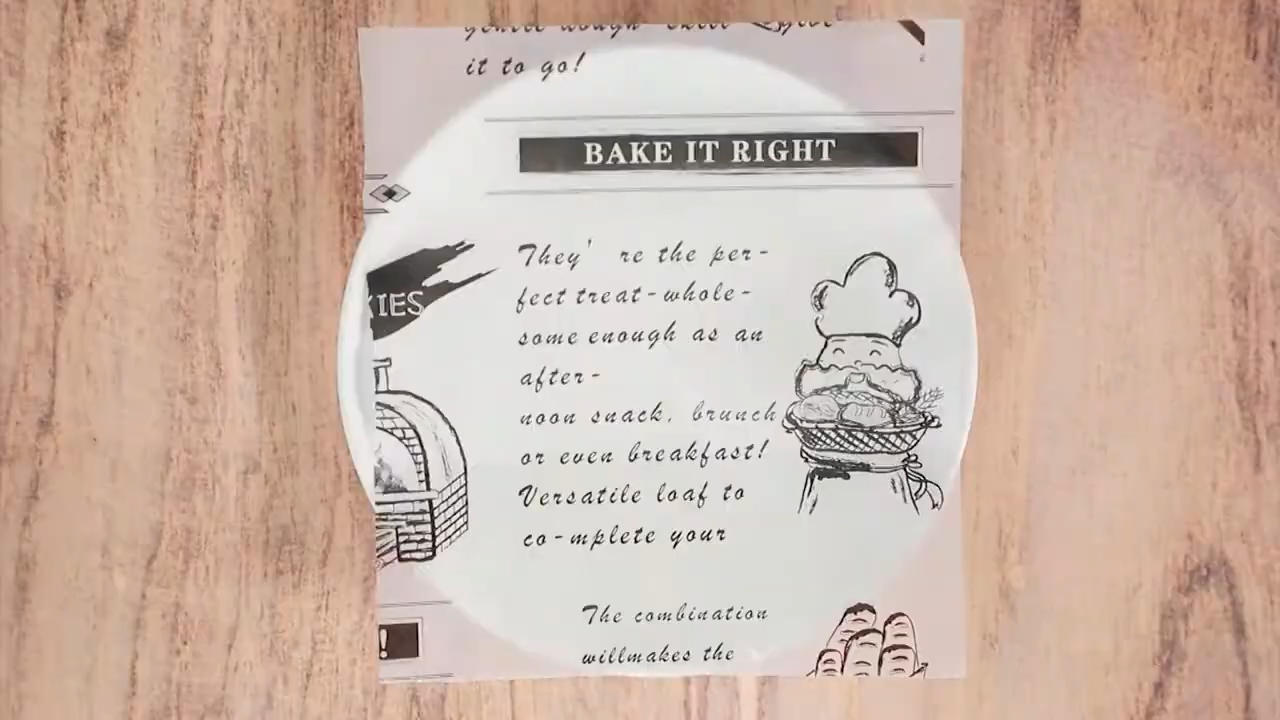 it to go!
BAKE IT RIGHT
They' re the per-
fect treat-whole-
some enough as an
after-
noon snack, brunch
or even breakfast!
Versatile loaf to
co-mplete your
KIES
!
The combination
willmakes the